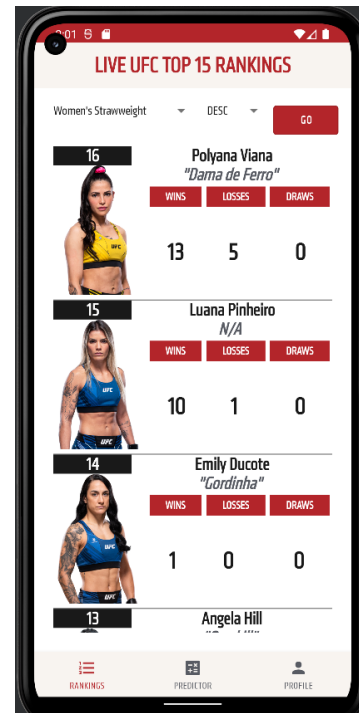 9:01
LIVE UFC TOP 15 RANKINGS
Women's Strawweight DESC GO
16 Polyana Viana
"Dama de Ferro"
WINS LOSSES DRAWS
13 5 0
15 Luana Pinheiro
N/A
WINS LOSSES DRAWS
10 1 0
14 Emily Ducote
"Gordinha"
WINS LOSSES DRAWS
1 0 0
13 Angela Hill
RANKINGS PREDICTOR PROFILE